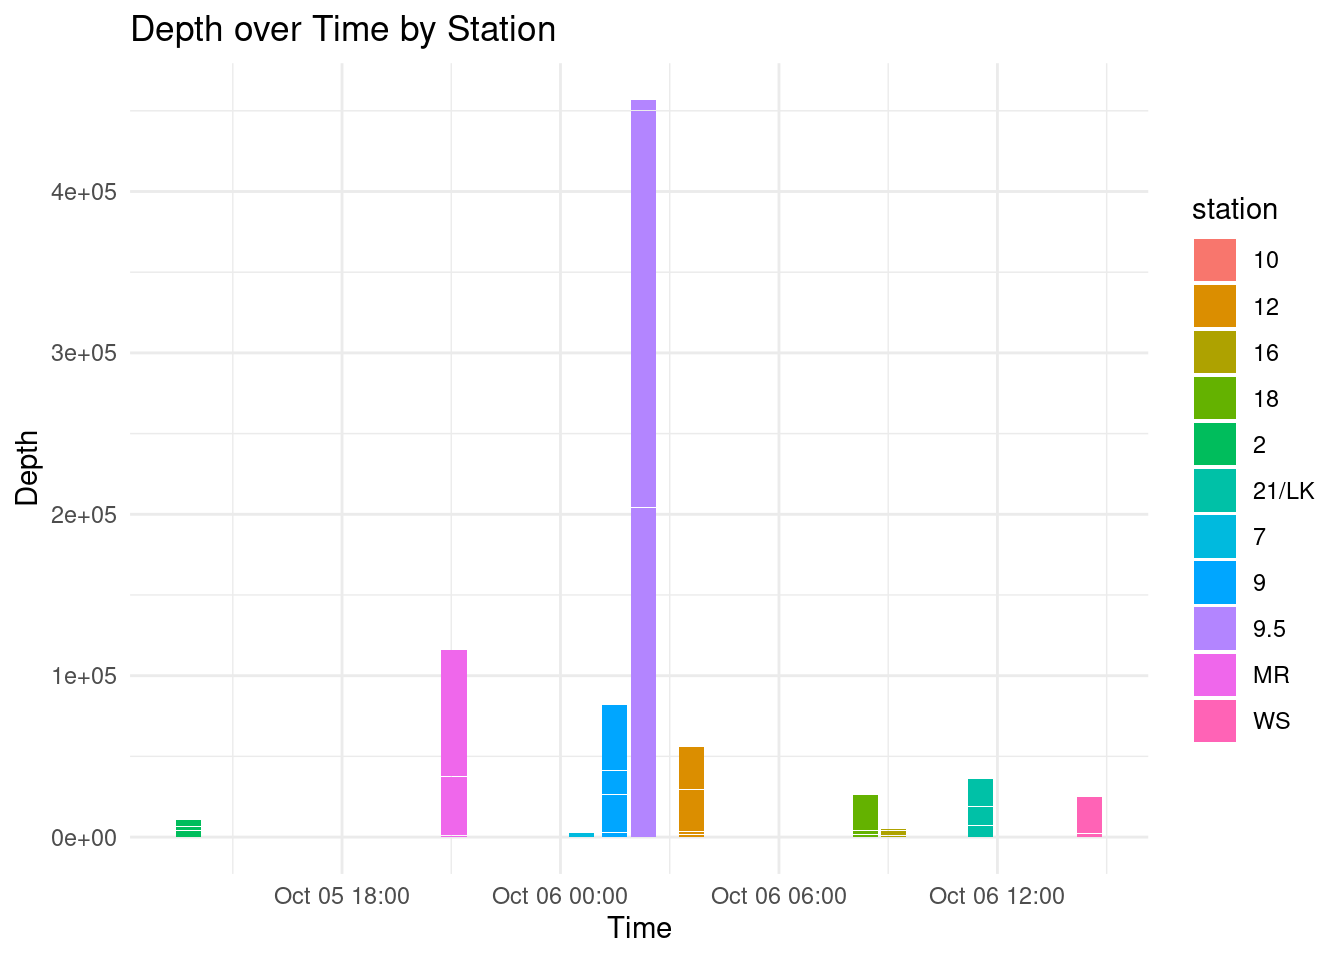 Depth over Time by Station
4e+05
3e+05
2e+05
1e+05
0e+00
Depth
Oct 05 18:00 Oct 06 00:00 Oct 06 06:00 Oct 06 12:00
Time
station
10
12
16
18
2
21/LK
7
9
9.5
MR
WS